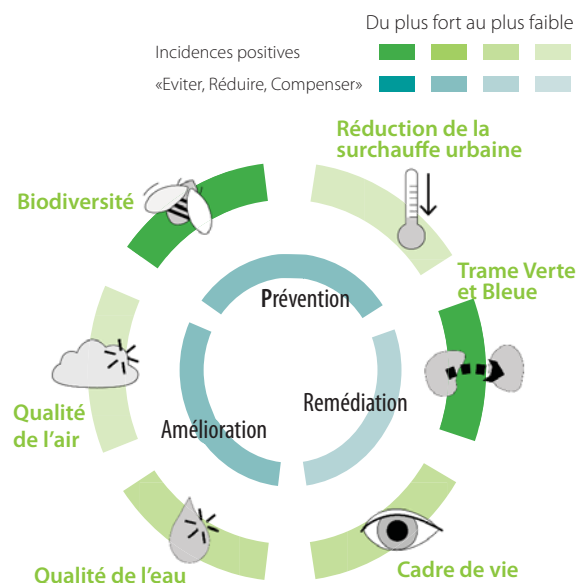 Du plus fort au plus faible
Incidences positives
«Eviter, Réduire, Compenser»
Réduction de la
surchauffe urbaine
Biodiversité
Trame Verte
et Bleue
Prévention
Remédiation
Qualité
de l'air
Amélioration
Qualité de l'eau
Cadre de vie